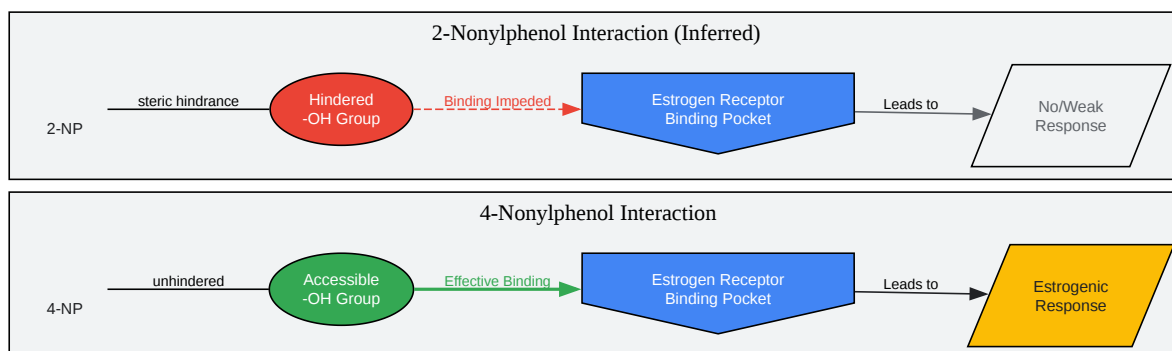 2-Nonylphenol Interaction (Inferred)
2-NP
steric hindrance
Hindered
-OH Group
Binding Impeded
Estrogen Receptor
Binding Pocket
Leads to
No/Weak
Response
4-Nonylphenol Interaction
4-NP
unhindered
Accessible
-OH Group
Effective Binding
Estrogen Receptor
Binding Pocket
Leads to
Estrogenic
Response